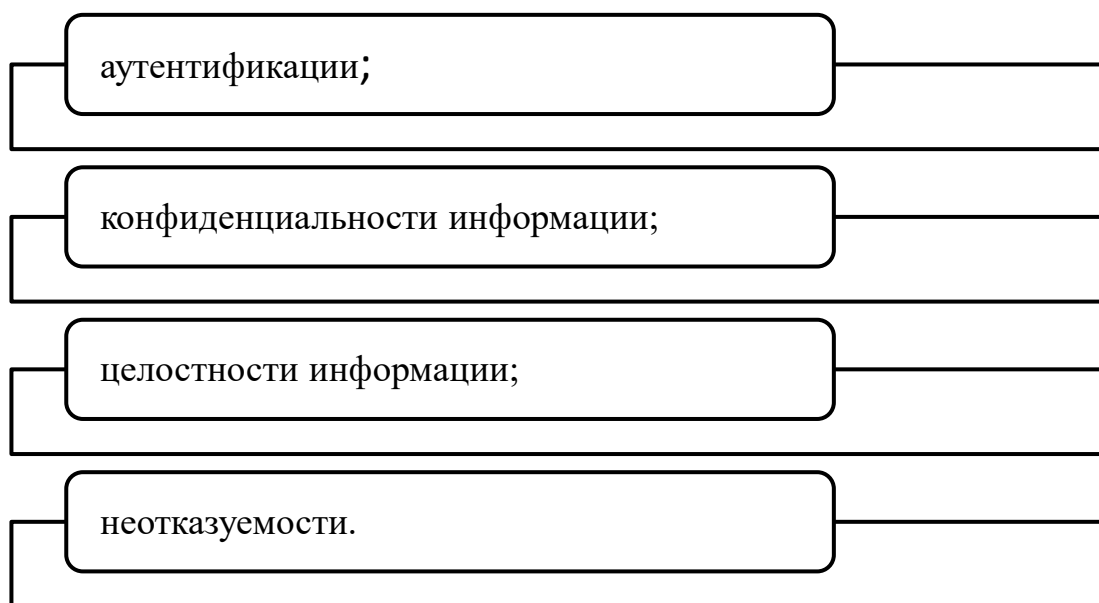 аутентификации;
конфиденциальности информации;
целостности информации;
неотказуемости.